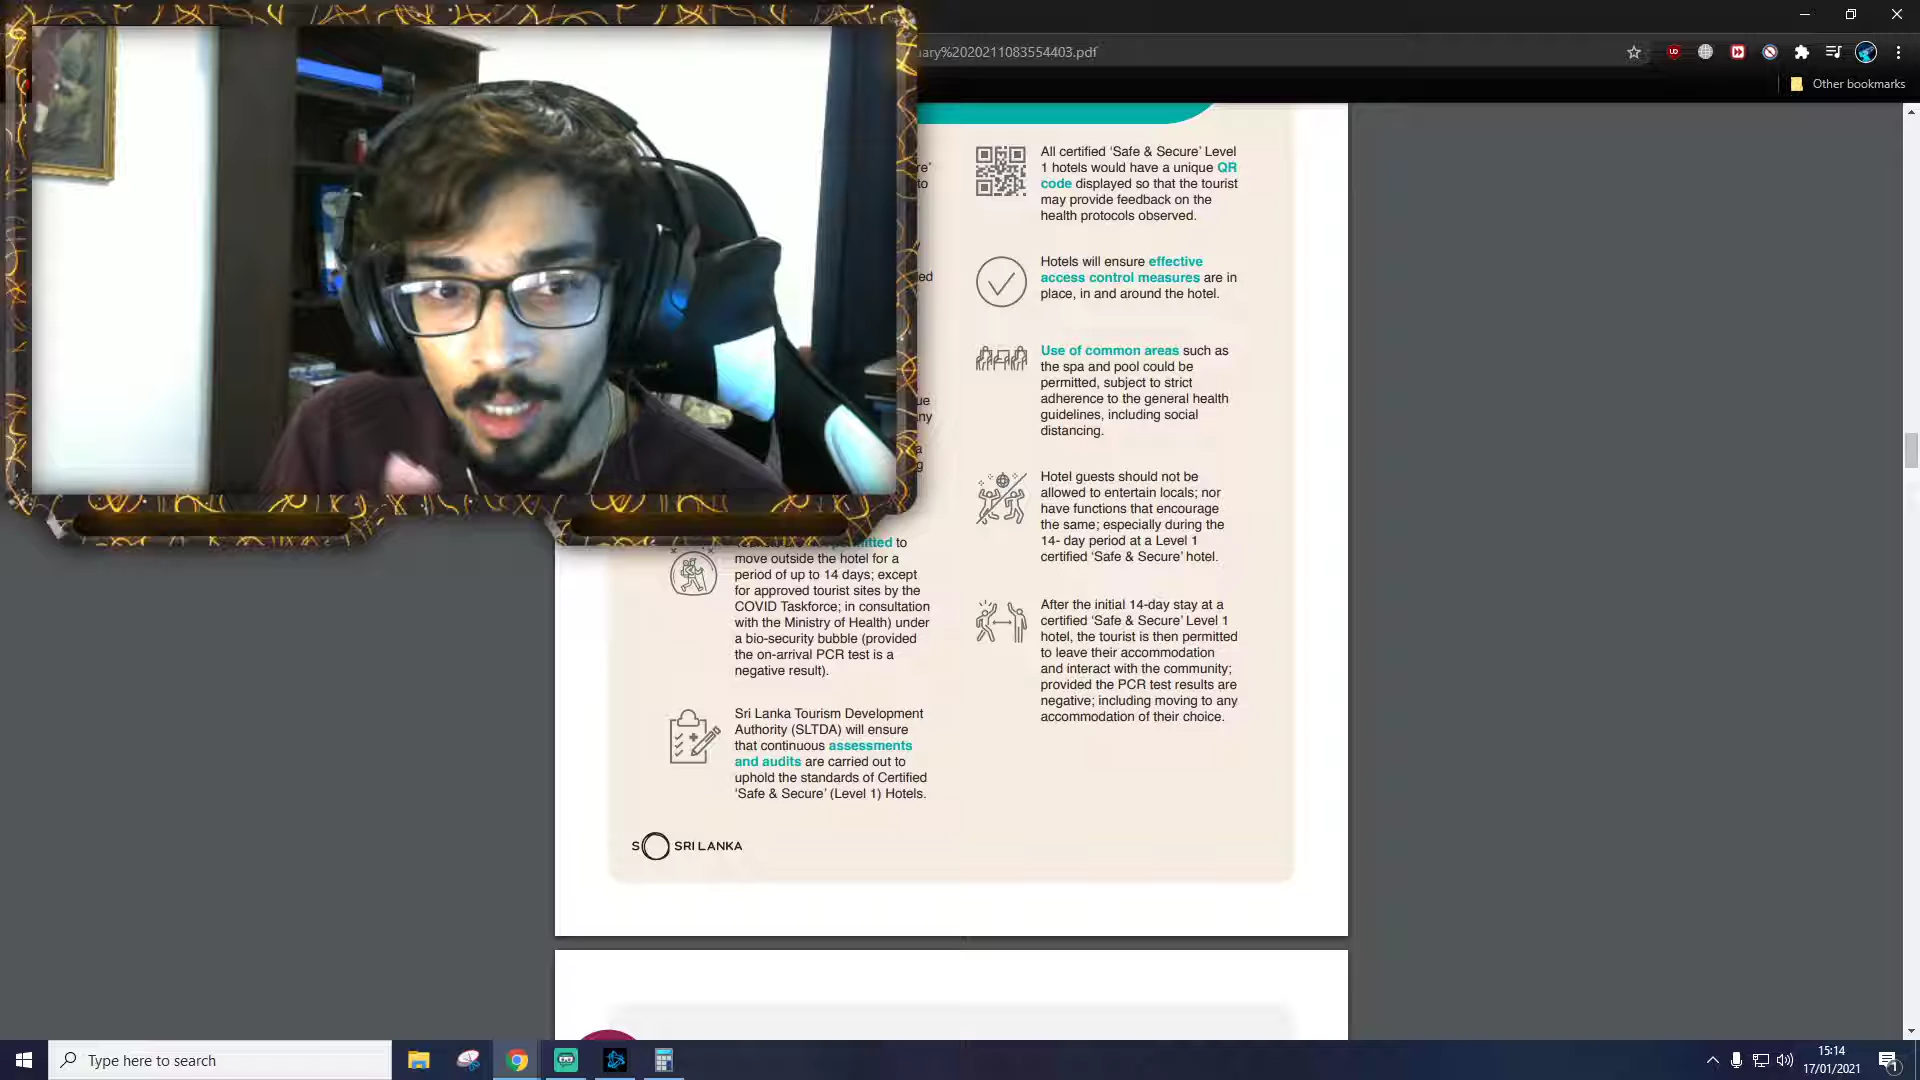 ary%2020211083554403.pdf
Other bookmarks
All certified ‘Safe & Secure’ Level
1 hotels would have a unique QR
code displayed so that the tourist
may provide feedback on the
health protocols observed.
Hotels will ensure effective
access control measures are in
place, in and around the hotel.
Use of common areas such as
the spa and pool could be
permitted, subject to strict
adherence to the general health
guidelines, including social
distancing.
Hotel guests should not be
allowed to entertain locals; nor
have functions that encourage
the same; especially during the
14- day period at a Level 1
certified ‘Safe & Secure’ hotel.
After the initial 14-day stay at a
certified ‘Safe & Secure’ Level 1
hotel, the tourist is then permitted
to leave their accommodation
and interact with the community;
provided the PCR test results are
negative; including moving to any
accommodation of their choice.
to
move outside the hotel for a
period of up to 14 days; except
for approved tourist sites by the
COVID Taskforce; in consultation
with the Ministry of Health) under
a bio-security bubble (provided
the on-arrival PCR test is a
negative result).
Sri Lanka Tourism Development
Authority (SLTDA) will ensure
that continuous assessments
and audits are carried out to
uphold the standards of Certified
‘Safe & Secure’ (Level 1) Hotels.
SO SRI LANKA
Type here to search
15:14
17/01/2021